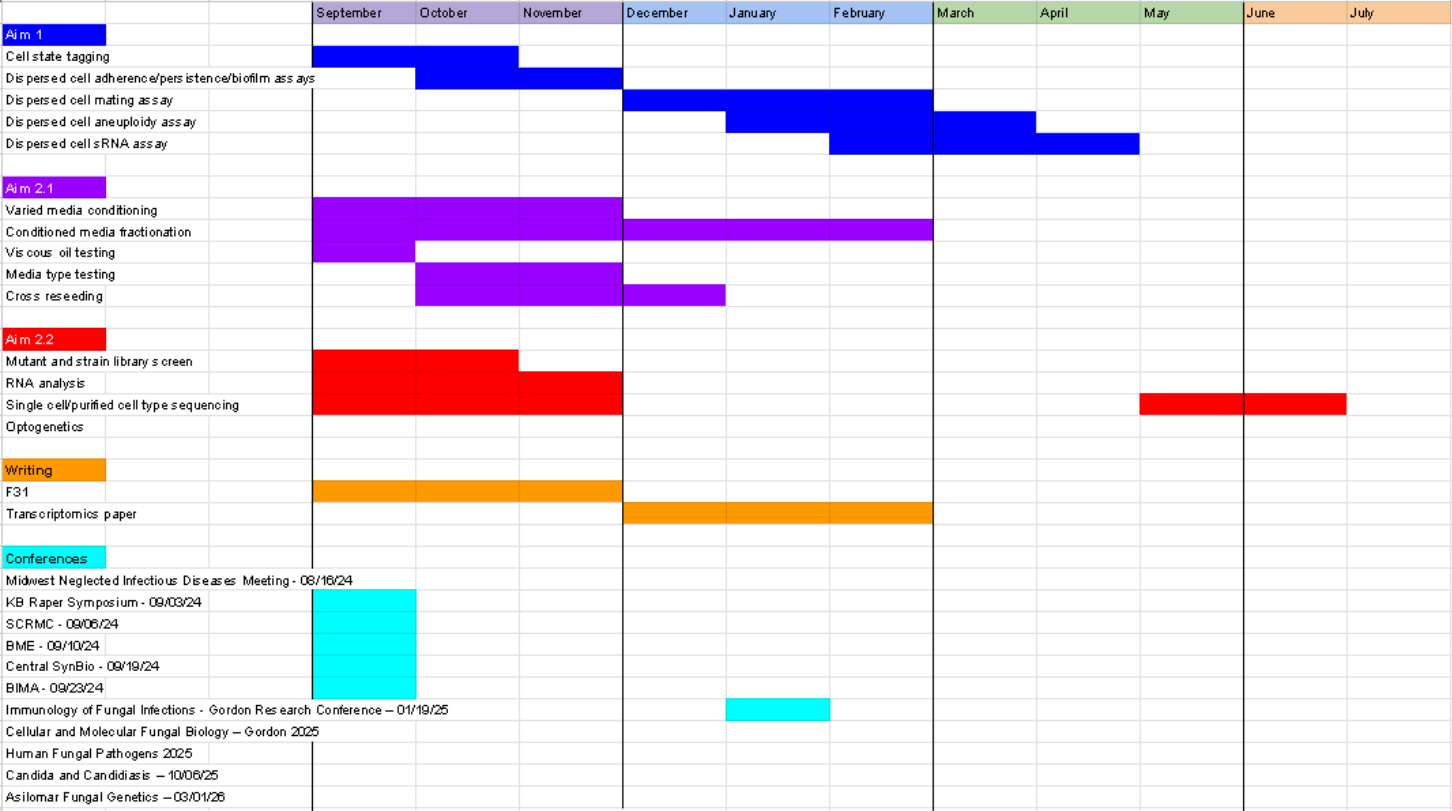 September October November December January February March April May June July
Aim 1
Cell state tagging
Dispersed cell adherence/persistence/biofilm assays
Dispersed cell mating assay
Dispersed cell aneuploidy assay
Dispersed cell sRNA assay
Aim 2.1
Varied media conditioning
Conditioned media fractionation
Viscous oil testing
Media type testing
Cross reseeding
Aim 2.2
Mutant and strain library screen
RNA analysis
Single cell/purified cell type sequencing
Optogenetics
Writing
F31
Transcriptomics paper
Conferences
Midwest Neglected Infectious Diseases Meeting - 08/16/24
KB Raper Symposium - 09/03/24
SCRMC - 09/06/24
BME - 09/10/24
Central SynBio - 09/19/24
BIMA - 09/23/24
Immunology of Fungal Infections - Gordon Research Conference – 01/19/25
Cellular and Molecular Fungal Biology – Gordon 2025
Human Fungal Pathogens 2025
Candida and Candidiasis – 10/06/25
Asilomar Fungal Genetics – 03/01/26